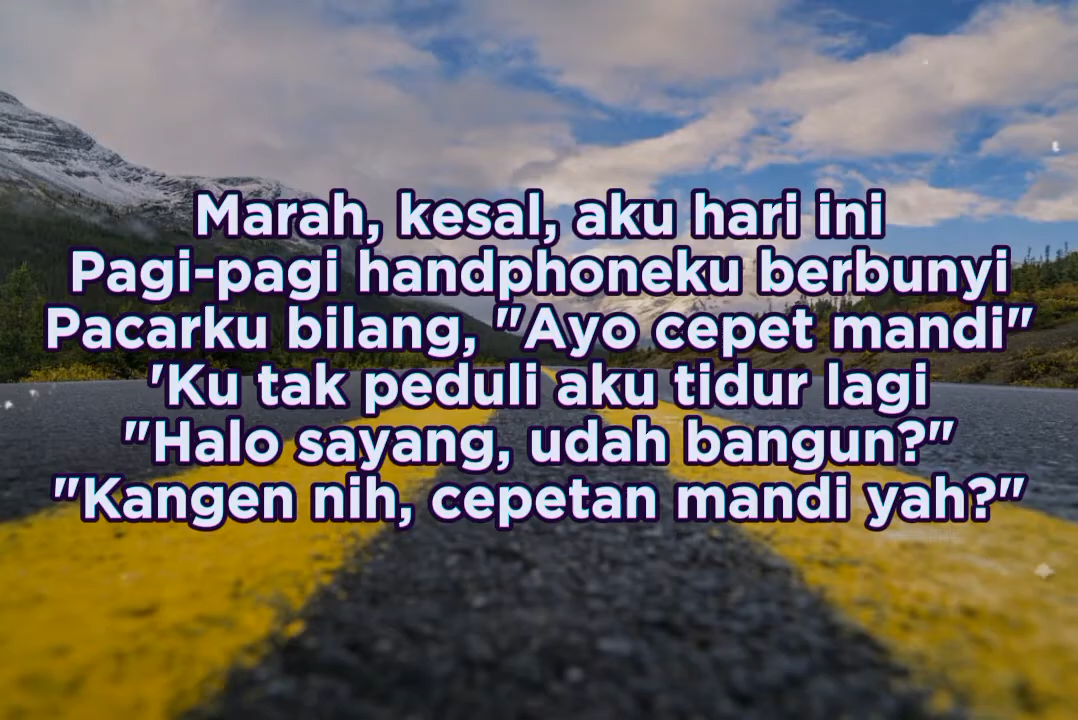 Marah, kesal, aku hari ini
Pagi-pagi handphoneku berbunyi
Pacarku bilang, "Ayo cepet mandi"
'Ku tak peduli aku tidur lagi
"Halo sayang, udah bangun?"
"Kangen nih, cepetan mandi yah?"